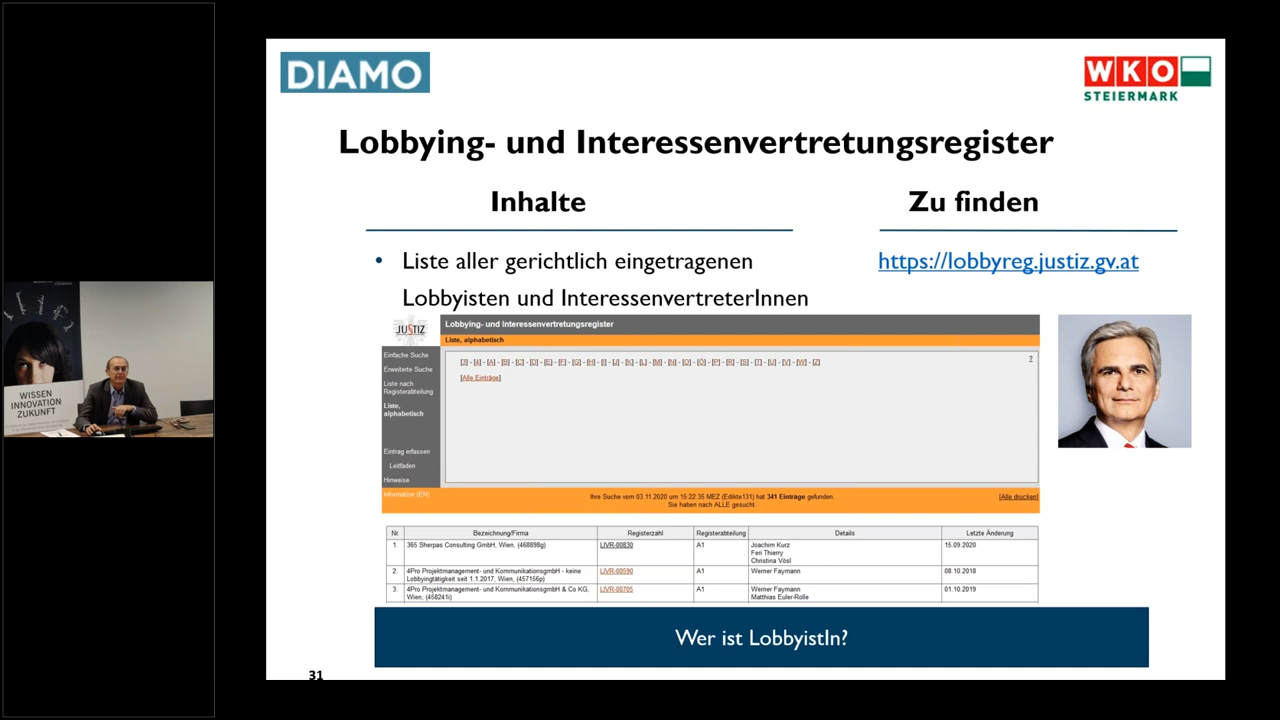 DIAMO
WKO
STEIERMARK
Lobbying- und Interessenvertretungsregister
Inhalte
Zu finden
• Liste aller gerichtlich eingetragenen
Lobbyisten und InteressenvertreterInnen
https://lobbyreg.justiz.gv.at
JUSTIZ
Lobbying- und Interessenvertretungsregister
Liste, alphabetisch
Einfache Suche
Erweiterte Suche
Liste nach
Registerabteilung
Liste,
alphabetisch
Eintrag erfassen
Leitfaden
Hinweise
Information (EN)
[3] - [4] - [A] - [B] - [C] - [D] - [E] - [F] - [G] - [H] - [I] - [J] - [K] - [L] - [M] - [N] - [O] - [Ö] - [P] - [R] - [S] - [T] - [U] - [V] - [W] - [Z]
?
[Alle Einträge]
Ihre Suche vom 03.11.2020 um 15:22:35 MEZ (Edikte131) hat 341 Einträge gefunden.
Sie haben nach ALLE gesucht.
[Alle drucken]
Nr. Bezeichnung/Firma Registerzahl Registerabteilung Details Letzte Änderung
1. 365 Sherpas Consulting GmbH, Wien, (468898g) LIVR-00830 A1 Joachim Kurz 15.09.2020
Feri Thierry
Christina Vösl
2. 4Pro Projektmanagement- und KommunikationsgmbH - keine LIVR-00590 A1 Werner Faymann 08.10.2018
Lobbyingtätigkeit seit 1.1.2017, Wien, (457156p)
3. 4Pro Projektmanagement- und KommunikationsgmbH & Co KG, LIVR-00705 A1 Werner Faymann 01.10.2019
Wien, (458241i) Matthias Euler-Rolle
Wer ist LobbyistIn?
31
WISSEN
INNOVATION
ZUKUNFT